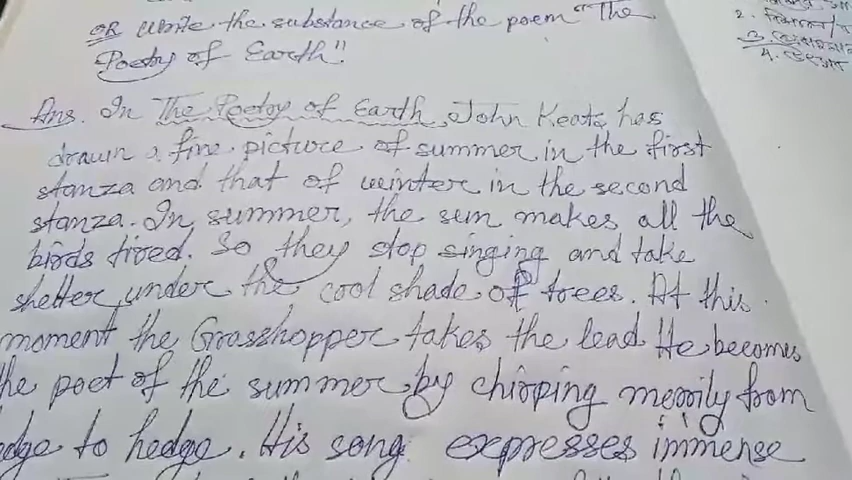 OR Write the substance of the poem "The
Poetry of Earth".
Ans. In The Poetry of Earth, John Keats has
drawn a fine picture of summer in the first
stanza and that of winter in the second
stanza. In summer, the sun makes all the
birds tired. So they stop singing and take
shelter under the cool shade of trees. At this
moment the Grasshopper takes the lead He becomes
the poet of the summer by chirping merrily from
edge to hedge. His song expresses immense
2.
3.
4.